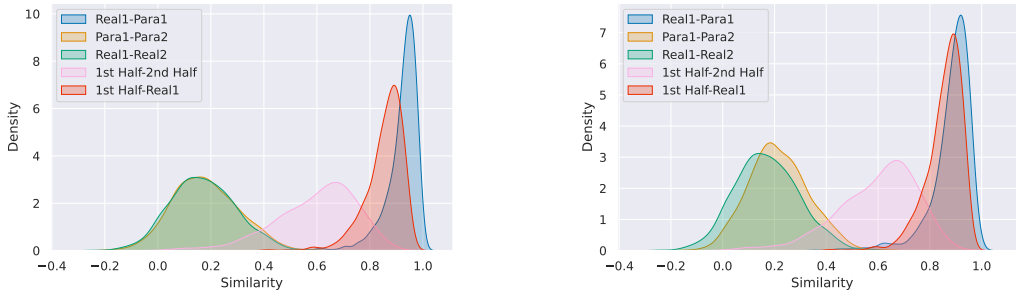 10
8
6
4
2
0
Density
Real1-Para1
Para1-Para2
Real1-Real2
1st Half-2nd Half
1st Half-Real1
−0.4 −0.2 0.0 0.2 0.4 0.6 0.8 1.0
Similarity
7
6
5
4
3
2
1
0
Density
Real1-Para1
Para1-Para2
Real1-Real2
1st Half-2nd Half
1st Half-Real1
−0.4 −0.2 0.0 0.2 0.4 0.6 0.8 1.0
Similarity